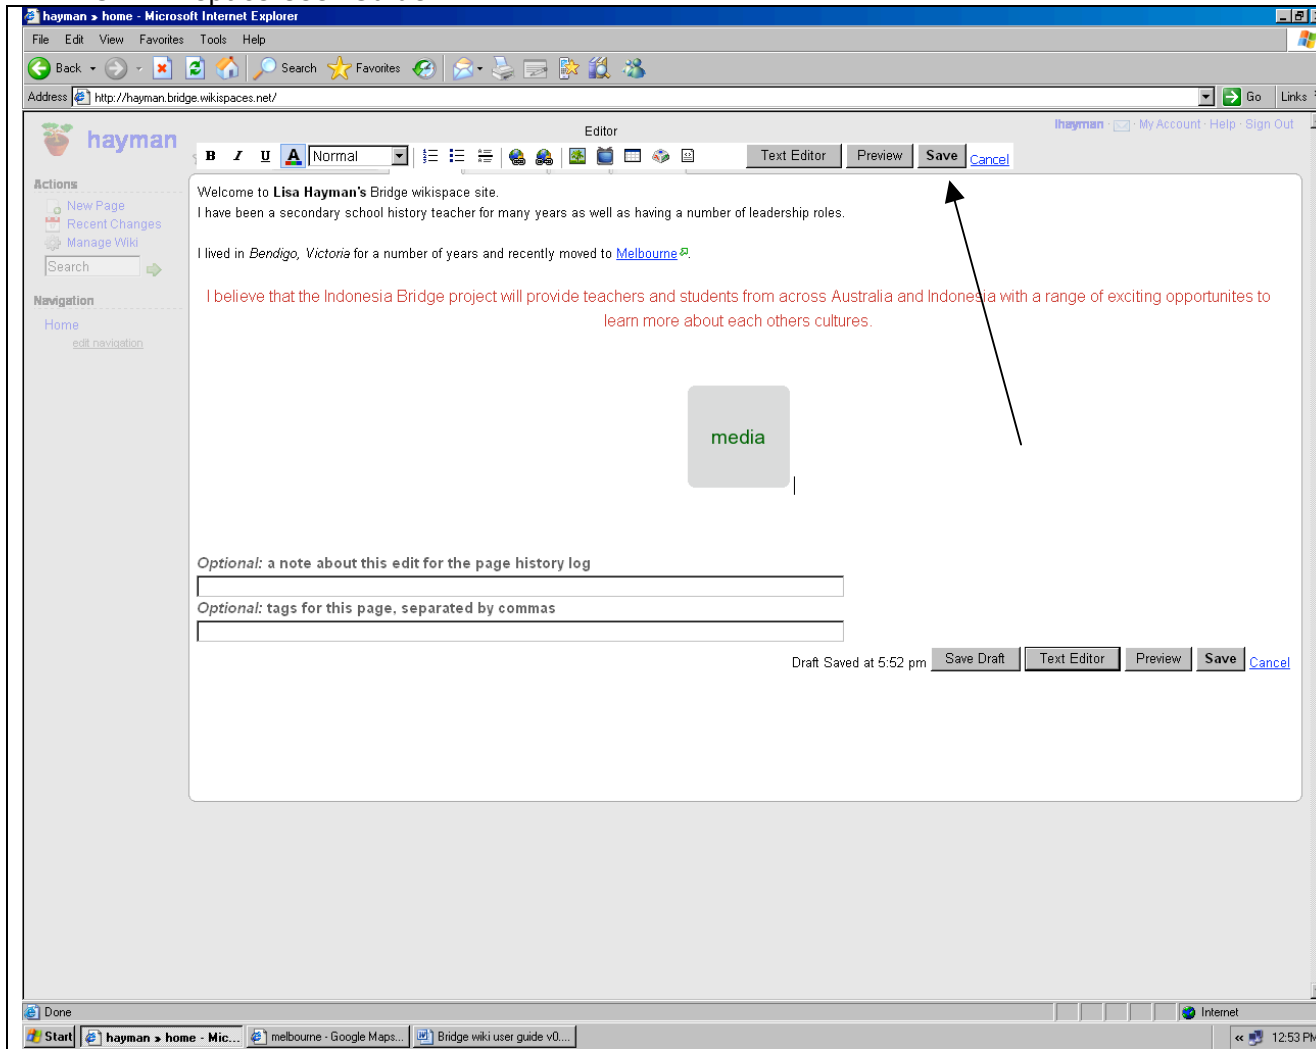 hayman » home - Microsoft Internet Explorer
File Edit View Favorites Tools Help
Back Search Favorites
Address http://hayman.bridge.wikispaces.net/ Go Links
hayman
Editor
lhayman · My Account · Help · Sign Out
B I U A Normal Text Editor Preview Save Cancel
Actions
New Page
Recent Changes
Manage Wiki
Search
Navigation
Home
edit navigation
Welcome to Lisa Hayman's Bridge wikispace site.
I have been a secondary school history teacher for many years as well as having a number of leadership roles.
I lived in Bendigo, Victoria for a number of years and recently moved to Melbourne.
I believe that the Indonesia Bridge project will provide teachers and students from across Australia and Indonesia with a range of exciting opportunites to
learn more about each others cultures.
media
Optional: a note about this edit for the page history log
Optional: tags for this page, separated by commas
Draft Saved at 5:52 pm Save Draft Text Editor Preview Save Cancel
Done Internet
Start hayman » home - Mic... melbourne - Google Maps... Bridge wiki user guide v0.... « 12:53 PM